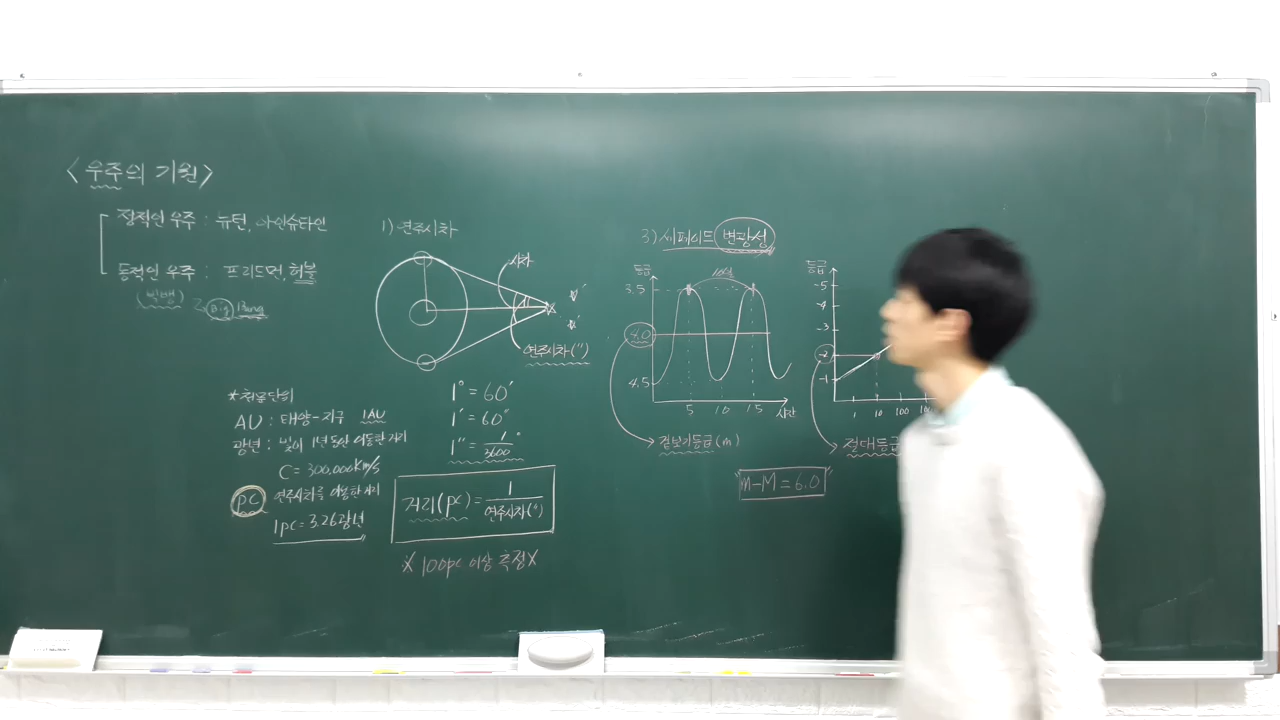 <우주의 기원>
정적인 우주 : 뉴턴, 아인슈타인
동적인 우주 : 프리드먼, 허블
(빅뱅)
Big Bang
1) 연주시차
시차
연주시차(")
1° = 60'
1' = 60"
1" = 1/3600°
AU : 태양-지구 1AU
광년 : 빛이 1년동안 이동한 거리
C = 300,000km/s
pc 연주시차를 이용한 거리
1pc = 3.26광년
거리(pc) = 1/연주시차(")
※ 100pc 이상 측정X
3) 세페이드 변광성
등급
3.5
10일
4.0
4.5
5 10 15 시간
겉보기등급(m)
등급
-5
-4
-3
-2
-1
1 10 100
절대등급
"m-M = 6.0"